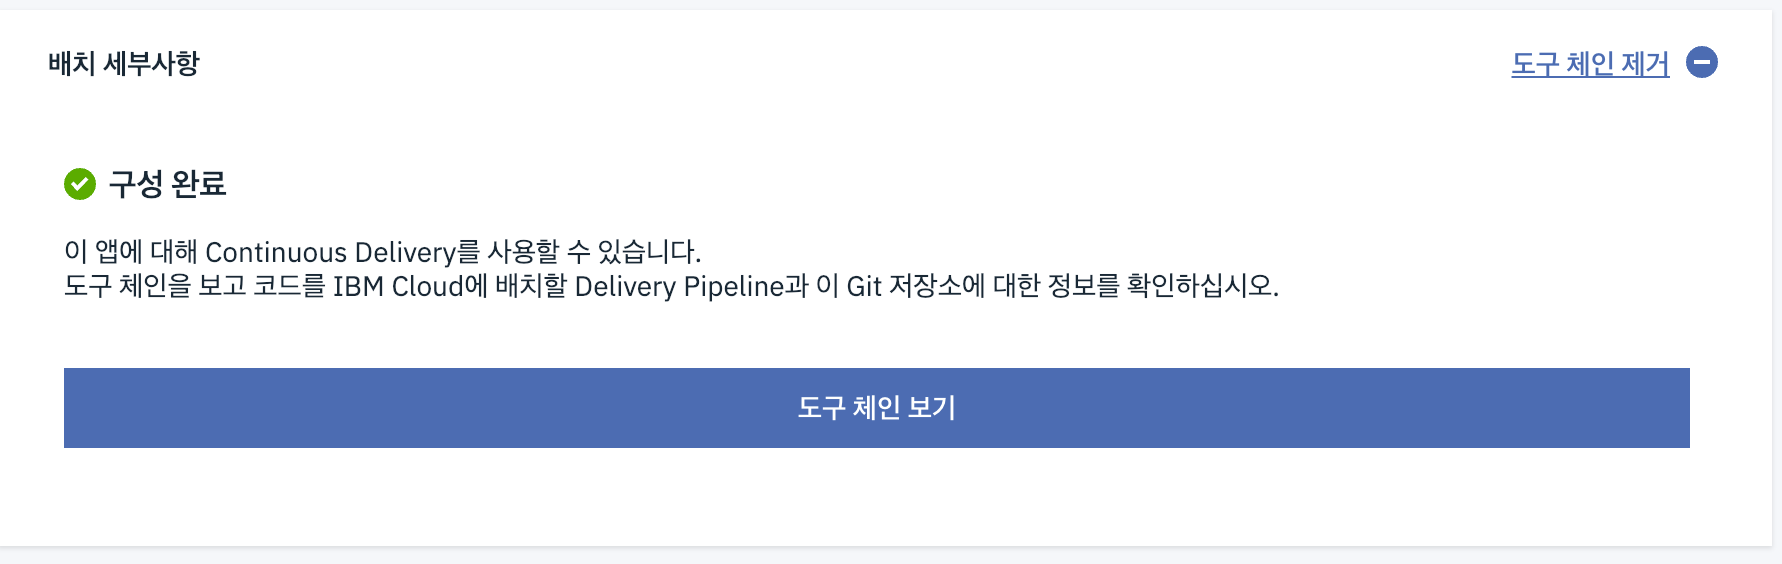 배치 세부사항
도구 체인 제거
구성 완료
이 앱에 대해 Continuous Delivery를 사용할 수 있습니다.
도구 체인을 보고 코드를 IBM Cloud에 배치할 Delivery Pipeline과 이 Git 저장소에 대한 정보를 확인하십시오.
도구 체인 보기